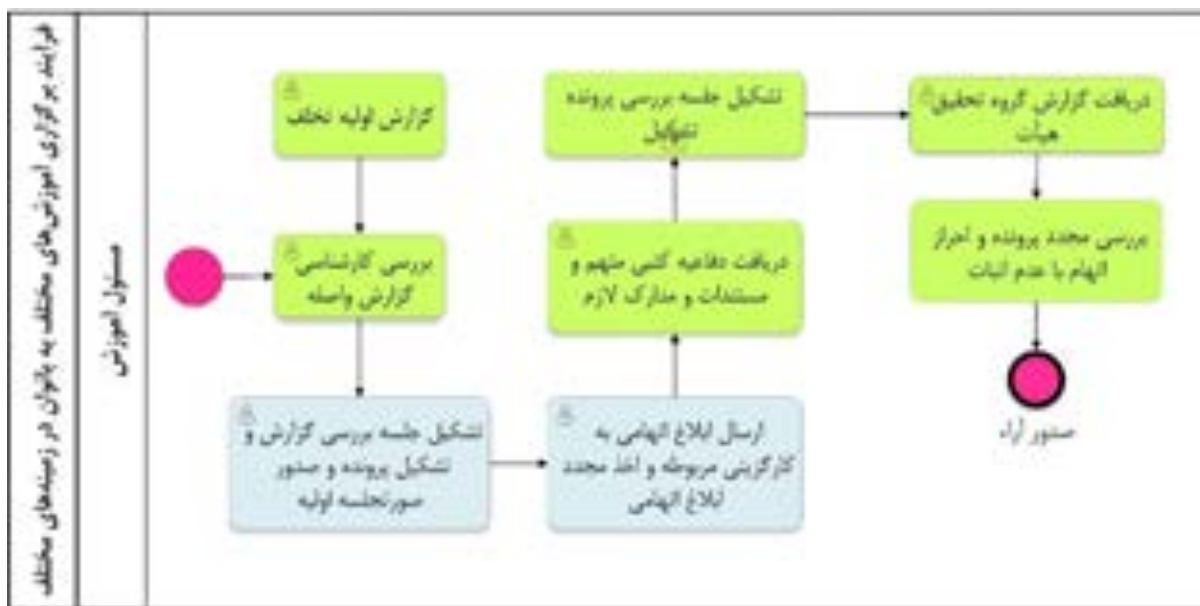 فرایند برگزاری آموزش‌های مختلف به بانوان در زمینه‌های مختلف
مسئول آموزش
گزارش اولیه تخلف
بررسی کارشناسی
گزارش واصله
تشکیل جلسه بررسی گزارش و
تشکیل پرونده و صدور
صورتجلسه اولیه
ارسال ابلاغ اتهامی به
کارگزینی مربوطه و اخذ مجدد
ابلاغ اتهامی
دریافت دفاعیه کتبی متهم و
مستندات و مدارک لازم
تشکیل جلسه بررسی پرونده
دریافت گزارش گروه تحقیق
هیأت
بررسی مجدد پرونده و احراز
اتهام یا عدم اثبات
صدور آراء